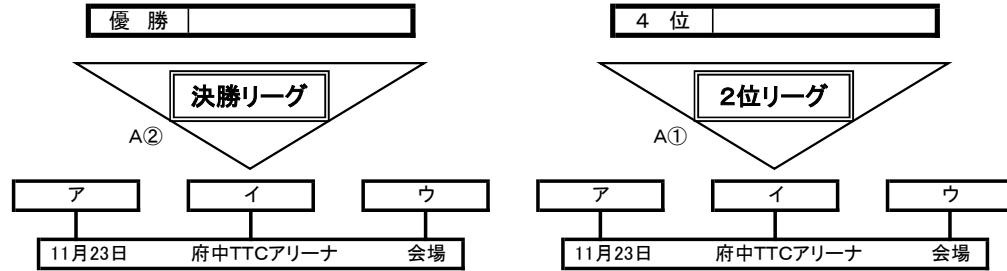 優 勝
4 位
決勝リーグ
2位リーグ
A②
A①
ア イ ウ
ア イ ウ
11月23日 府中TTCアリーナ 会場
11月23日 府中TTCアリーナ 会場